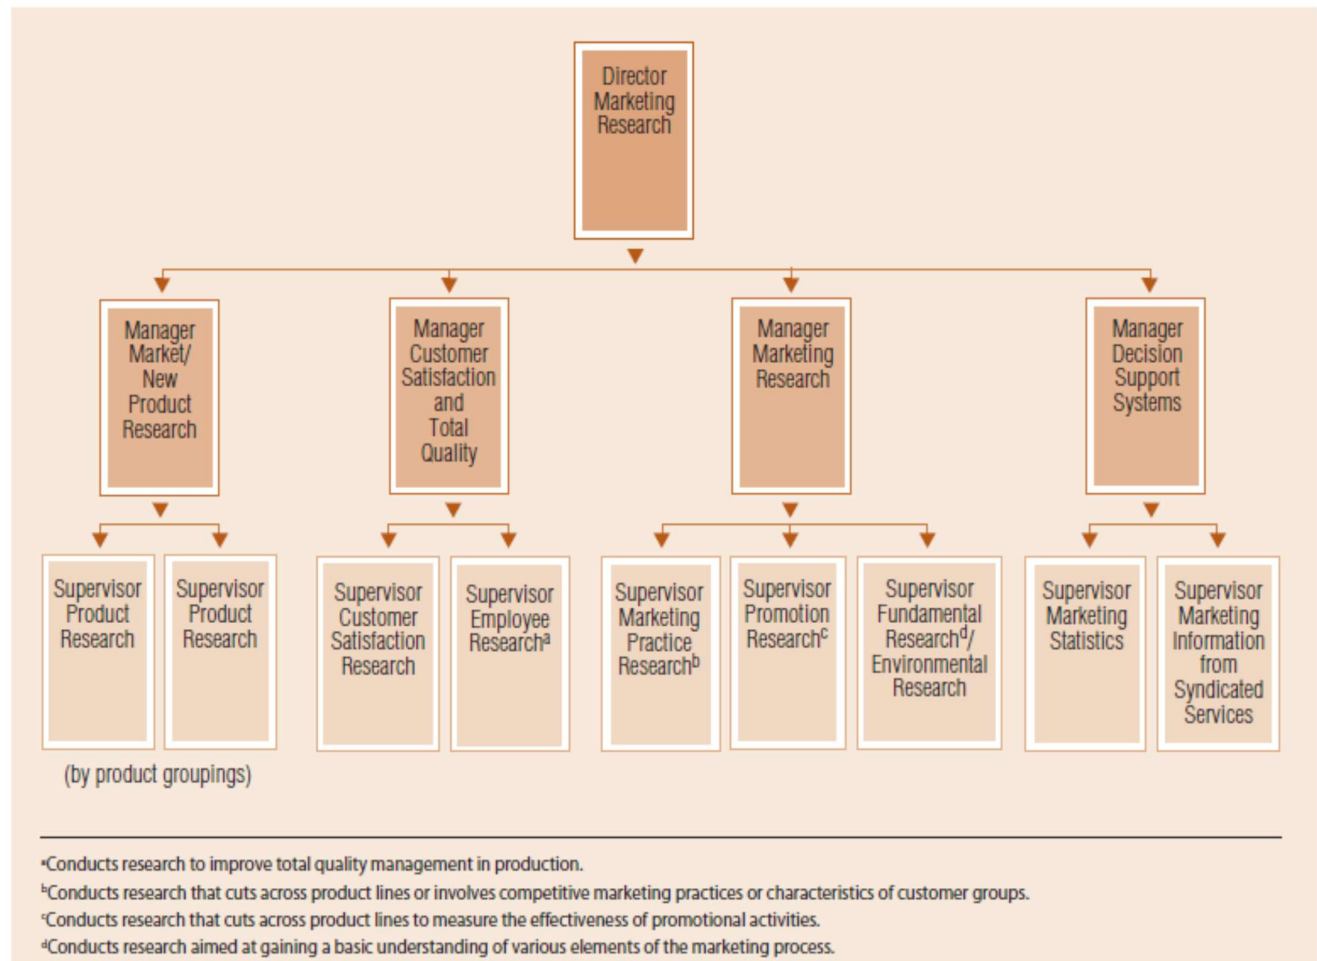 Director
Marketing
Research
Manager
Market/
New
Product
Research
Manager
Customer
Satisfaction
and
Total
Quality
Manager
Marketing
Research
Manager
Decision
Support
Systems
Supervisor
Product
Research
Supervisor
Product
Research
Supervisor
Customer
Satisfaction
Research
Supervisor
Employee
Researchᵃ
Supervisor
Marketing
Practice
Researchᵇ
Supervisor
Promotion
Researchᶜ
Supervisor
Fundamental
Researchᵈ/
Environmental
Research
Supervisor
Marketing
Statistics
Supervisor
Marketing
Information
from
Syndicated
Services
(by product groupings)
ᵃConducts research to improve total quality management in production.
ᵇConducts research that cuts across product lines or involves competitive marketing practices or characteristics of customer groups.
ᶜConducts research that cuts across product lines to measure the effectiveness of promotional activities.
ᵈConducts research aimed at gaining a basic understanding of various elements of the marketing process.